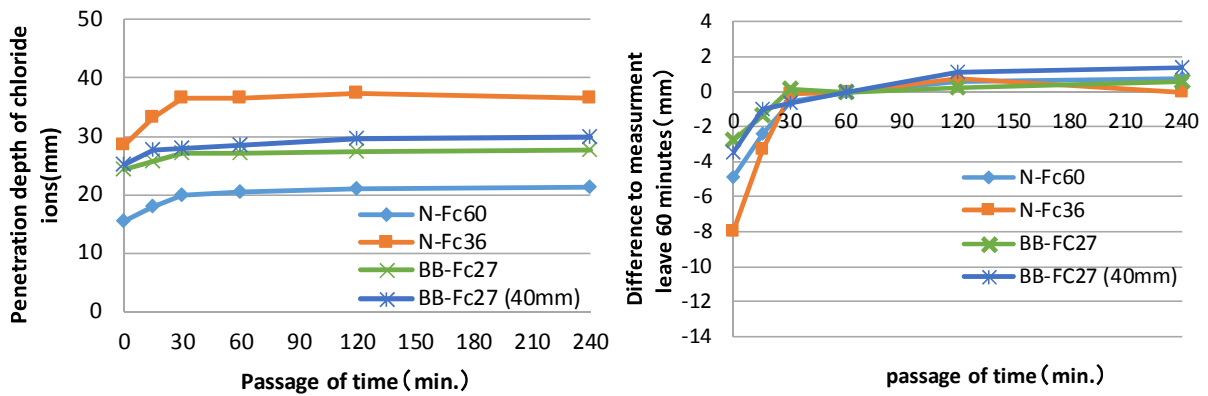 Penetration depth of chloride
ions(mm)
50
40
30
20
10
0
0 30 60 90 120 150 180 210 240
Passage of time（min.）
N-Fc60
N-Fc36
BB-Fc27
BB-Fc27 (40mm)
Difference to measurment
leave 60 minutes（mm）
4
2
0
-2
-4
-6
-8
-10
-12
-14
0 30 60 90 120 150 180 210 240
passage of time（min.）
N-Fc60
N-Fc36
BB-FC27
BB-FC27 (40mm)